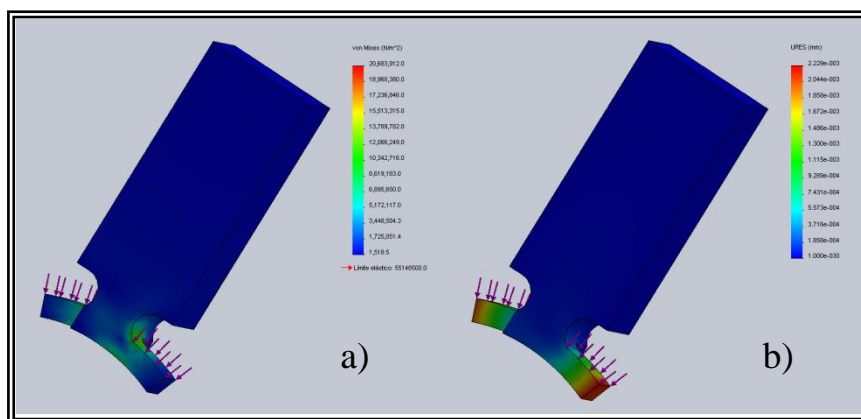 von Mises (N/m^2)
20,683,912.0
18,960,380.0
17,236,846.0
15,513,315.0
13,789,782.0
12,066,249.0
10,342,716.0
8,619,183.0
6,895,650.0
5,172,117.0
3,448,584.3
1,725,051.4
1,518.5
Límite elástico: 55148500.0
a)
URES (mm)
2.229e-003
2.044e-003
1.858e-003
1.672e-003
1.486e-003
1.300e-003
1.115e-003
9.289e-004
7.431e-004
5.573e-004
3.716e-004
1.858e-004
1.000e-030
b)